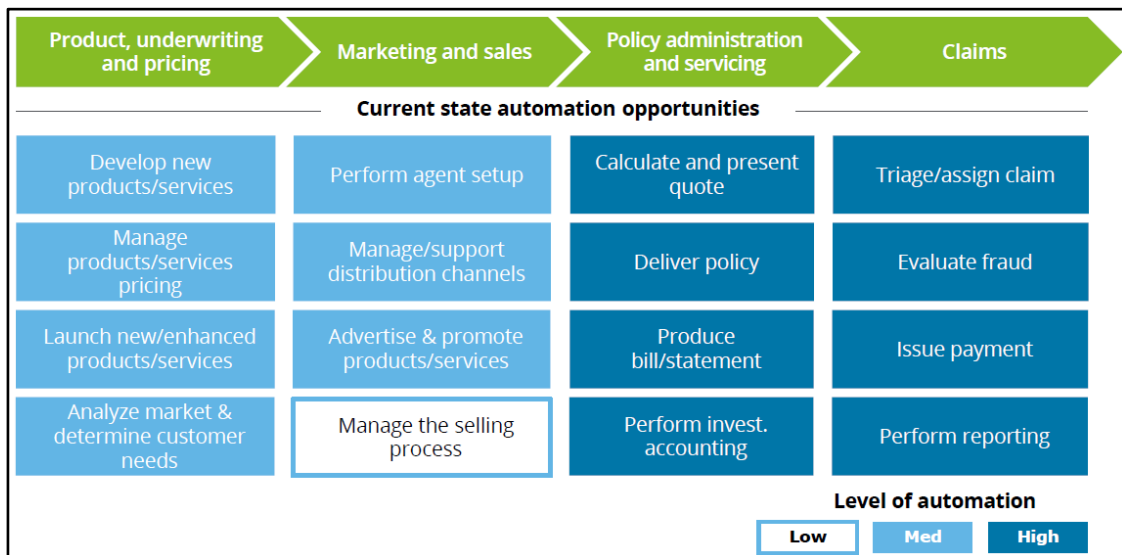 Product, underwriting
and pricing
Marketing and sales
Policy administration
and servicing
Claims
Current state automation opportunities
Develop new
products/services
Perform agent setup
Calculate and present
quote
Triage/assign claim
Manage
products/services
pricing
Manage/support
distribution channels
Deliver policy
Evaluate fraud
Launch new/enhanced
products/services
Advertise & promote
products/services
Produce
bill/statement
Issue payment
Analyze market &
determine customer
needs
Manage the selling
process
Perform invest.
accounting
Perform reporting
Level of automation
Low
Med
High